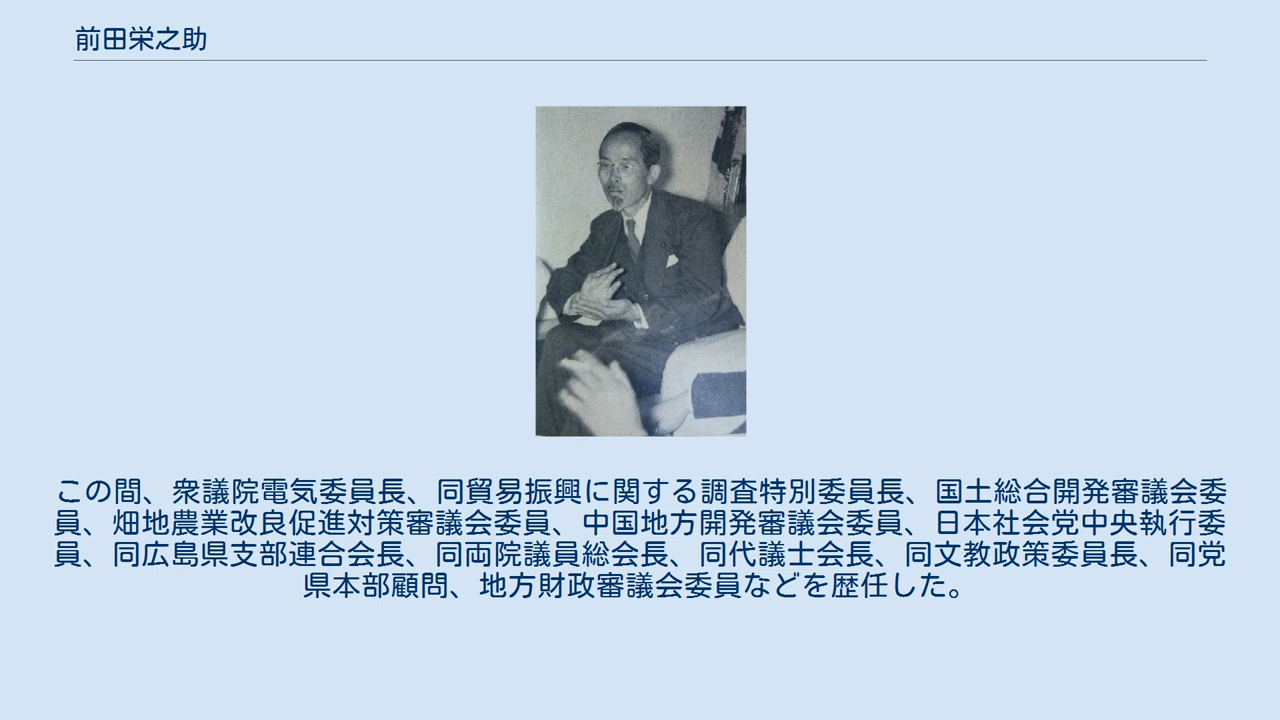 前田栄之助
この間、衆議院電気委員長、同貿易振興に関する調査特別委員長、国土総合開発審議会委
員、畑地農業改良促進対策審議会委員、中国地方開発審議会委員、日本社会党中央執行委
員、同広島県支部連合会長、同両院議員総会長、同代議士会長、同文教政策委員長、同党
県本部顧問、地方財政審議会委員などを歴任した。